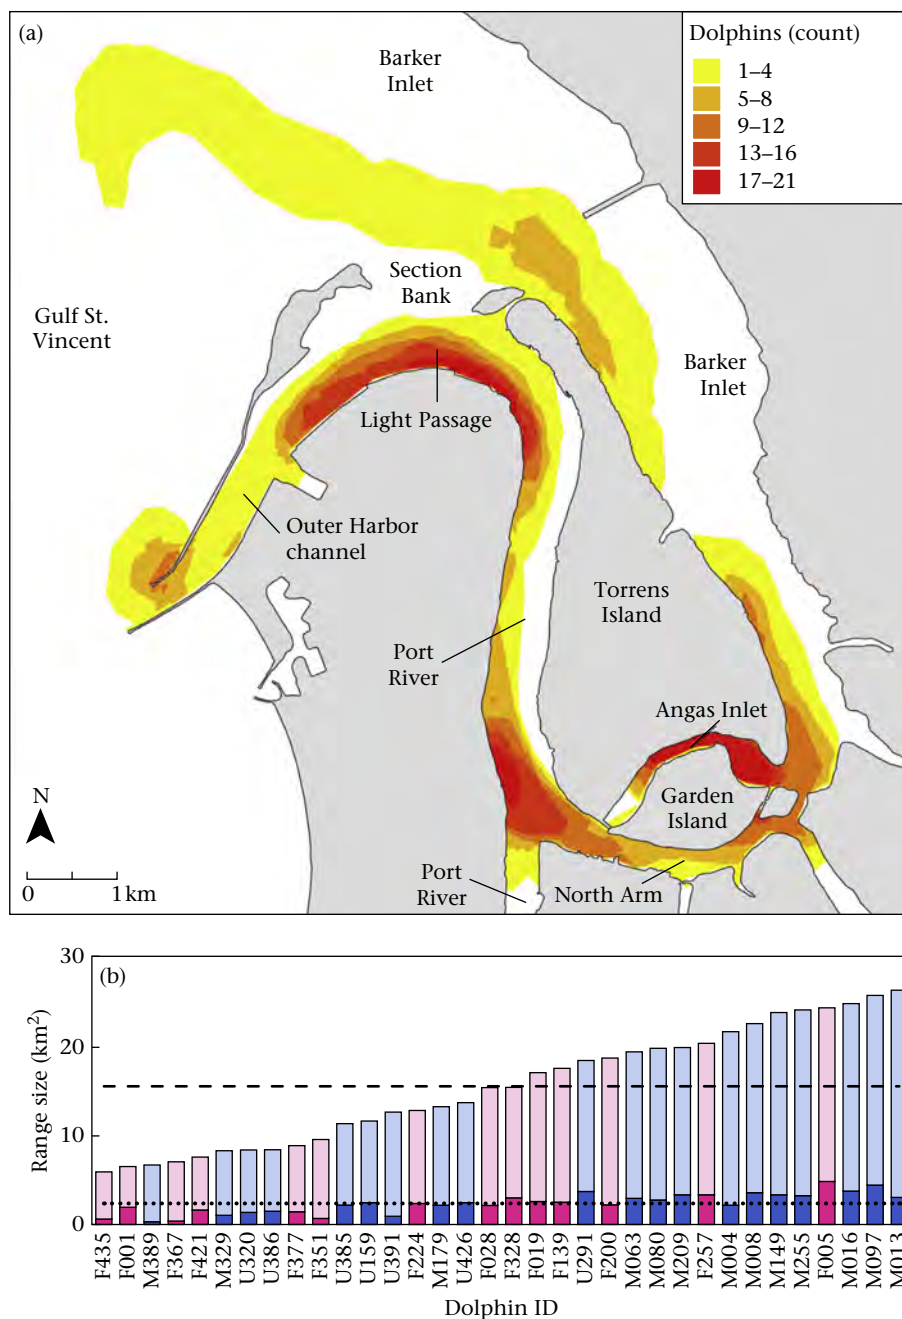 (a)
Barker
Inlet
Dolphins (count)
1–4
5–8
9–12
13–16
17–21
Section
Bank
Gulf St.
Vincent
Barker
Inlet
Light Passage
Outer Harbor
channel
Torrens
Island
Port
River
Angas Inlet
Garden
Island
N
0 1 km
Port
River
North Arm
(b)
30
20
10
0
Range size (km²)
F435
F001
M389
F367
F421
M329
U320
U386
F377
F351
U385
U159
U391
F224
M179
U426
F028
F328
F019
F139
U291
F200
M063
M080
M209
F257
M004
M008
M149
M255
F005
M016
M097
M013
Dolphin ID